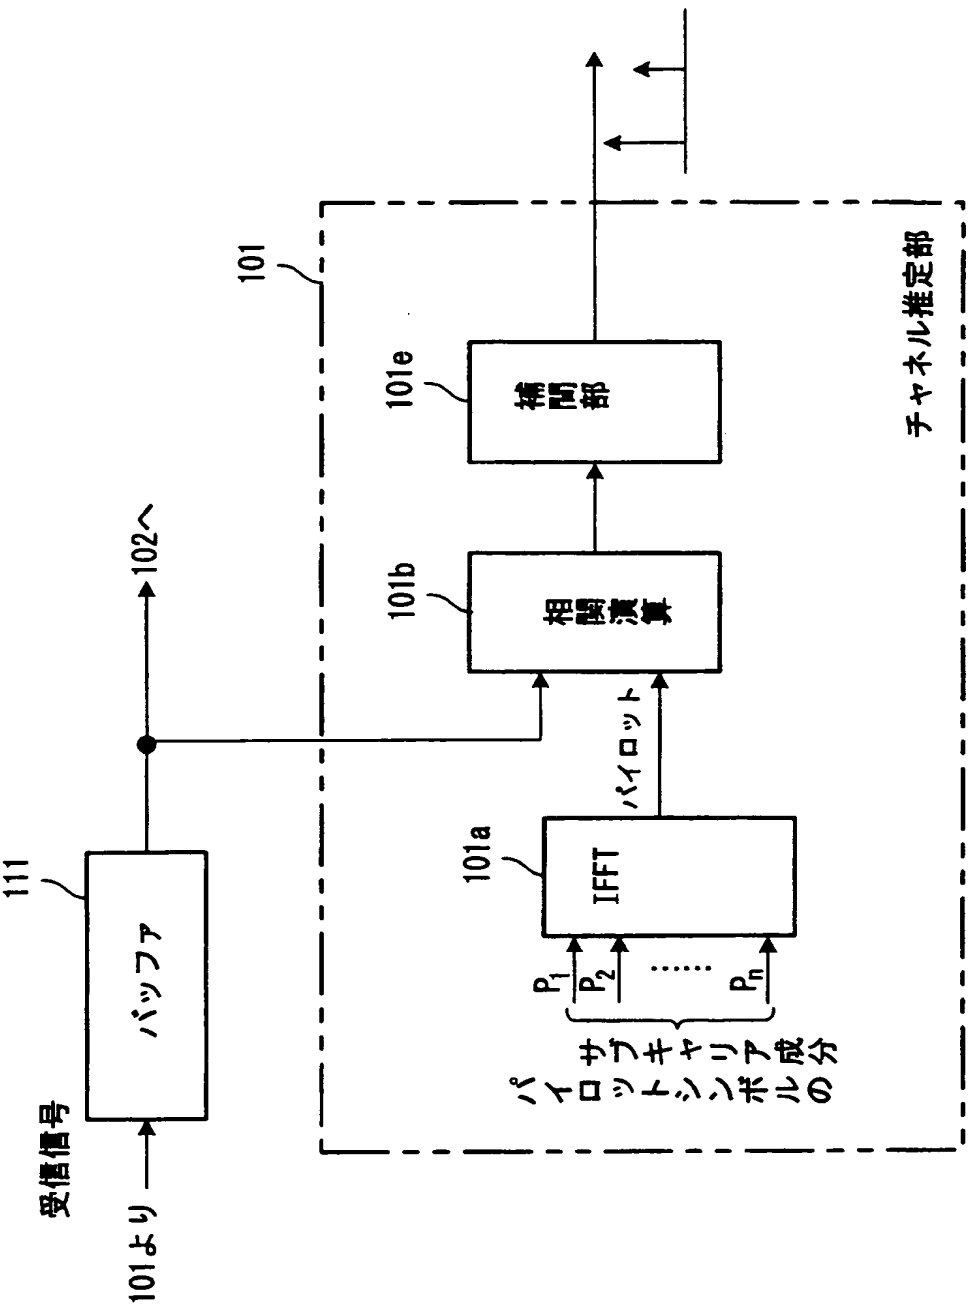 受信信号
101より
バッファ
111
102へ
101
パイロットシンボルの
サブキャリア成分
P1
P2
.......
Pn
IFFT
101a
パイロット
相関演算
101b
補間部
101e
チャネル推定部